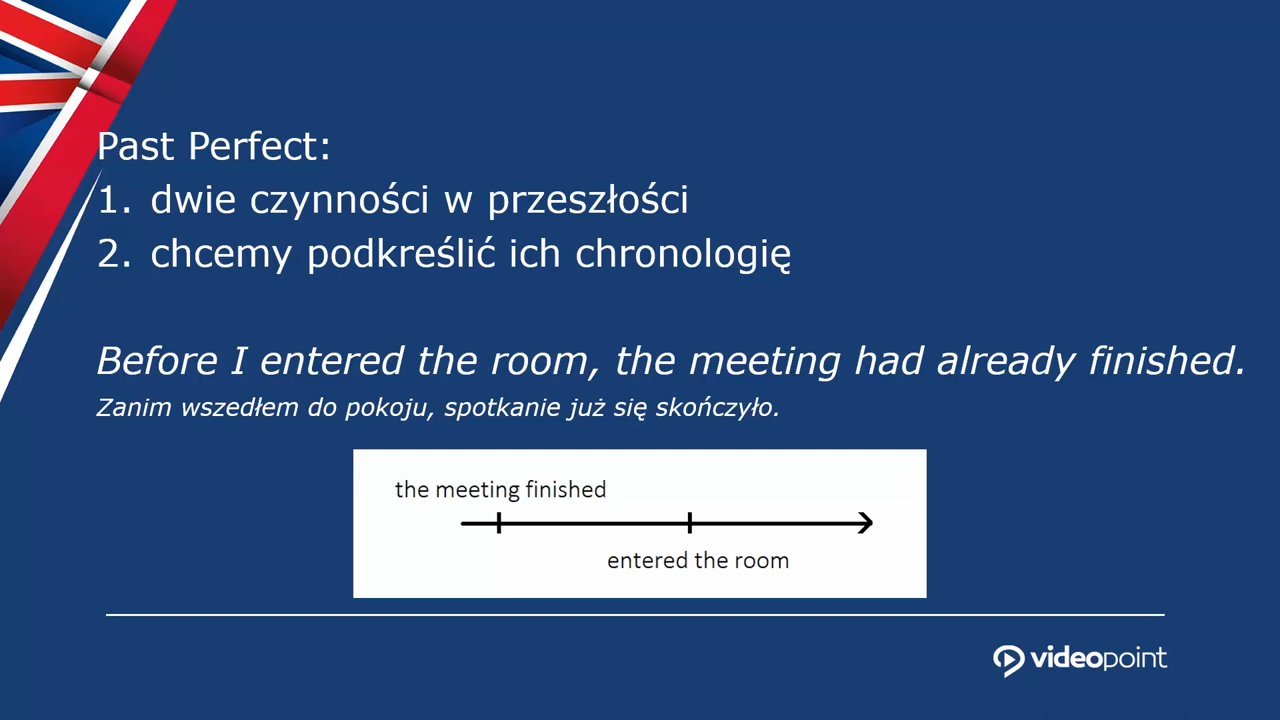 Past Perfect:
1. dwie czynności w przeszłości
2. chcemy podkreślić ich chronologię
Before I entered the room, the meeting had already finished.
Zanim wszedłem do pokoju, spotkanie już się skończyło.
the meeting finished
entered the room
videopoint